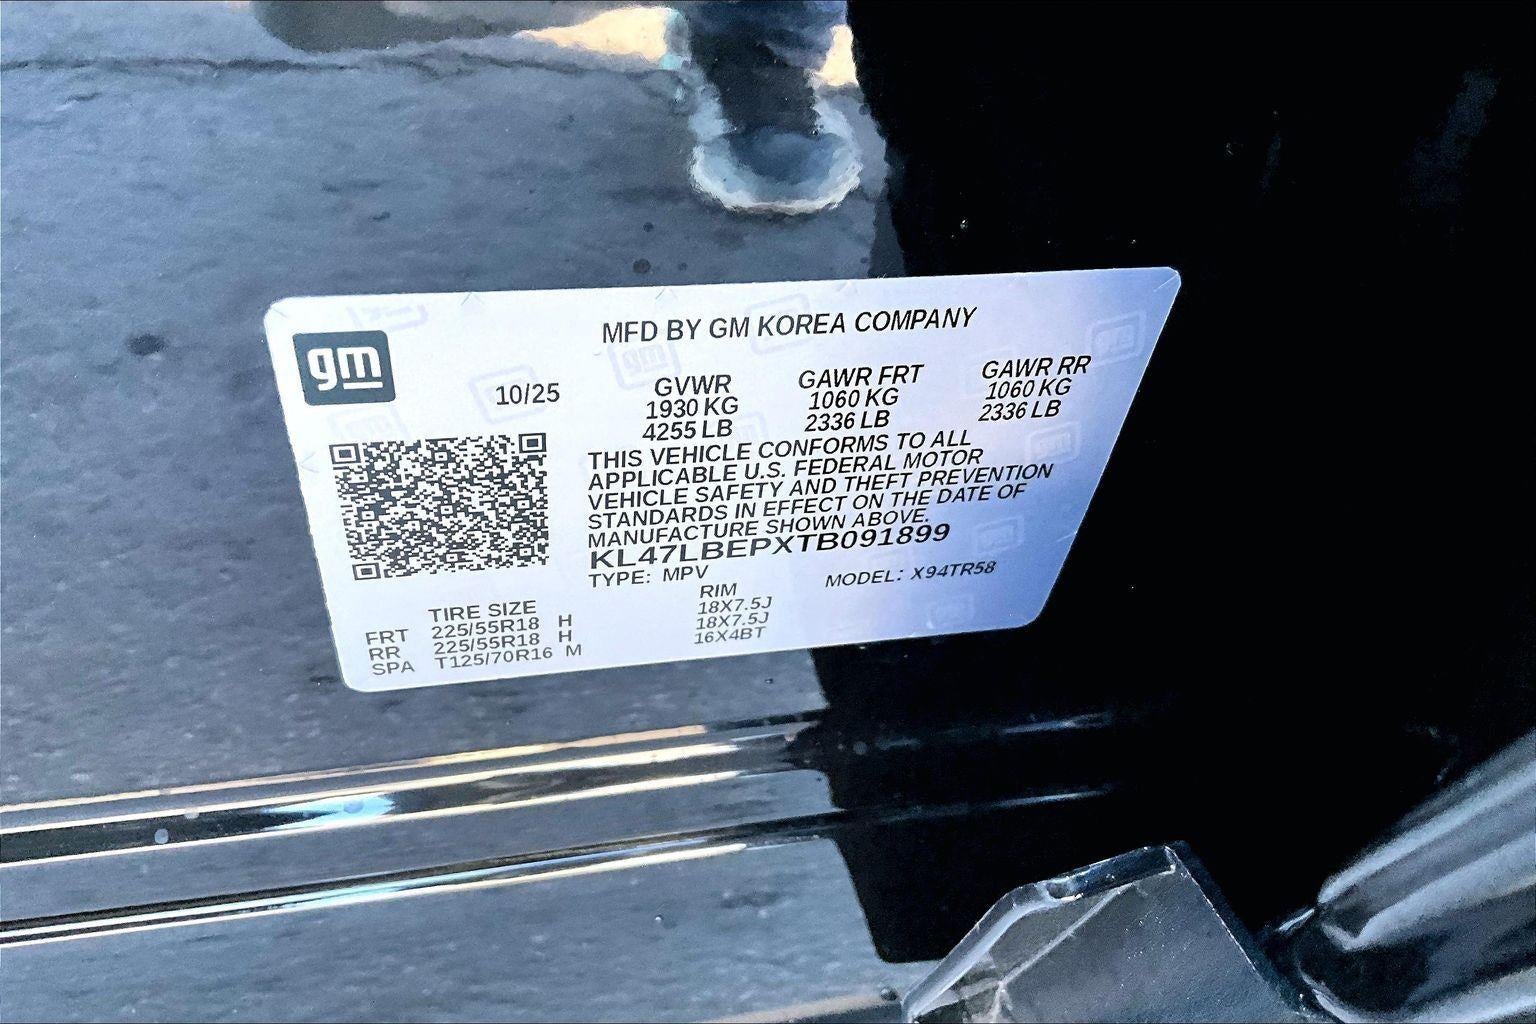 gm
MFD BY GM KOREA COMPANY
10/25
GVWR GAWR FRT GAWR RR
1930 KG 1060 KG 1060 KG
4255 LB 2336 LB 2336 LB
THIS VEHICLE CONFORMS TO ALL
APPLICABLE U.S. FEDERAL MOTOR
VEHICLE SAFETY AND THEFT PREVENTION
STANDARDS IN EFFECT ON THE DATE OF
MANUFACTURE SHOWN ABOVE.
KL47LBEPXTB091899
TYPE: MPV MODEL: X94TR58
TIRE SIZE RIM
FRT 225/55R18 H 18X7.5J
RR 225/55R18 H 18X7.5J
SPA T125/70R16 M 16X4BT